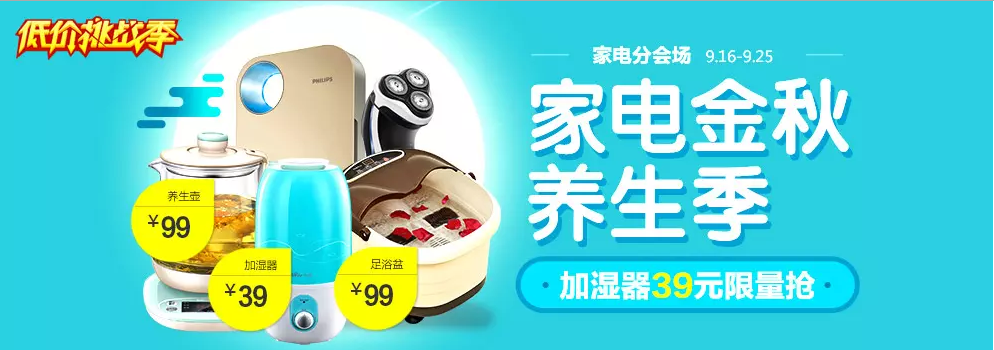 低价挑战季
家电分会场 9.16-9.25
家电金秋
养生季
·加湿器39元限量抢·
PHILIPS
养生壶
¥99
加湿器
¥39
足浴盆
¥99